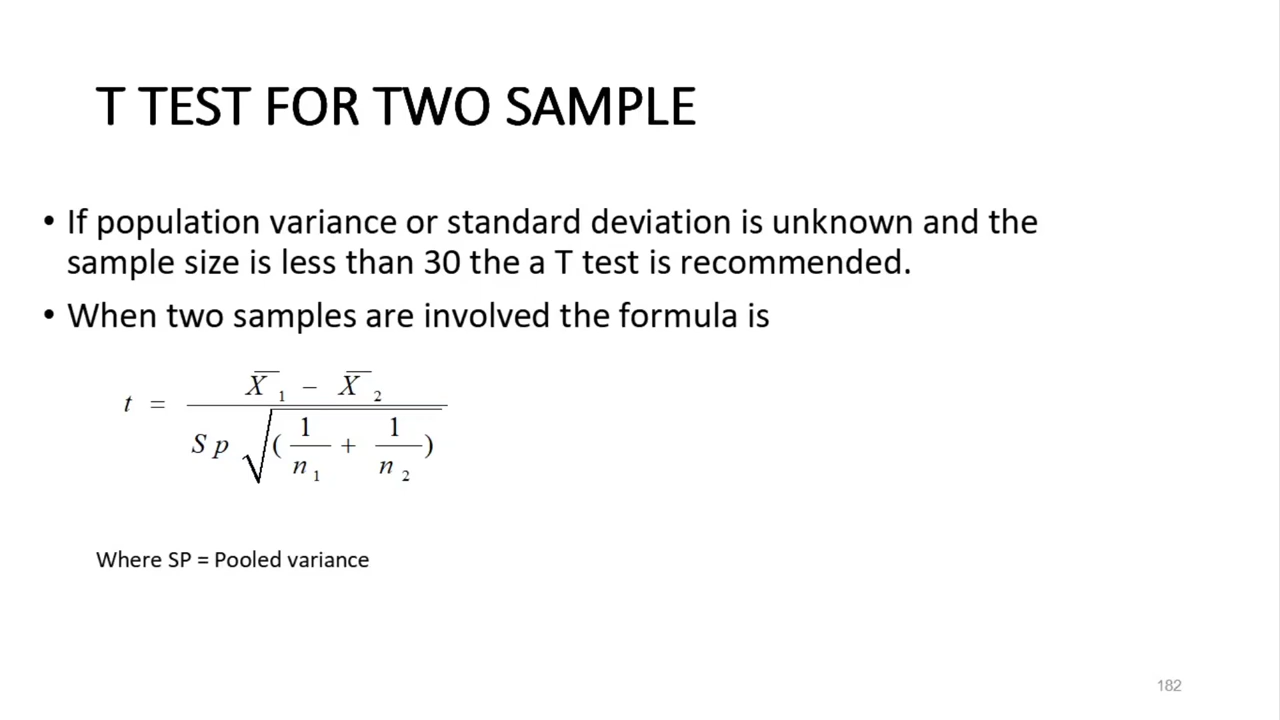 T TEST FOR TWO SAMPLE
• If population variance or standard deviation is unknown and the
sample size is less than 30 the a T test is recommended.
• When two samples are involved the formula is
t = (X̅₁ − X̅₂) / (Sp √(1/n₁ + 1/n₂))
Where SP = Pooled variance
182